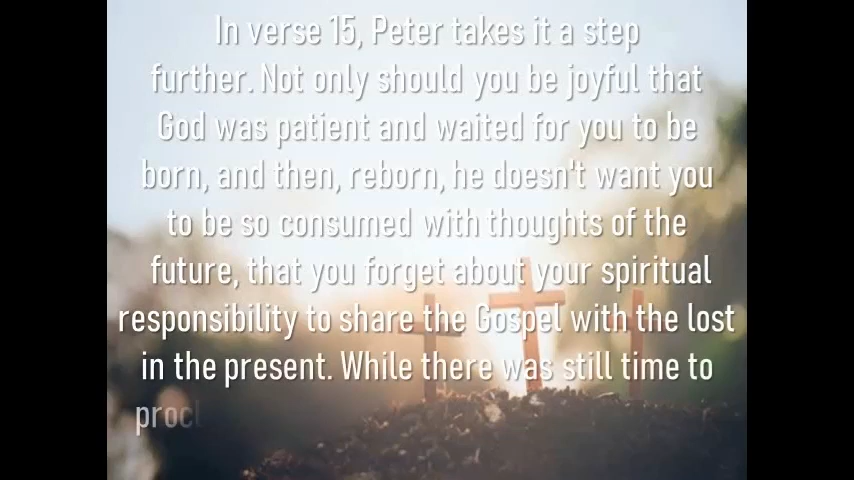 In verse 15, Peter takes it a step
further. Not only should you be joyful that
God was patient and waited for you to be
born, and then, reborn, he doesn't want you
to be so consumed with thoughts of the
future, that you forget about your spiritual
responsibility to share the Gospel with the lost
in the present. While there was still time to